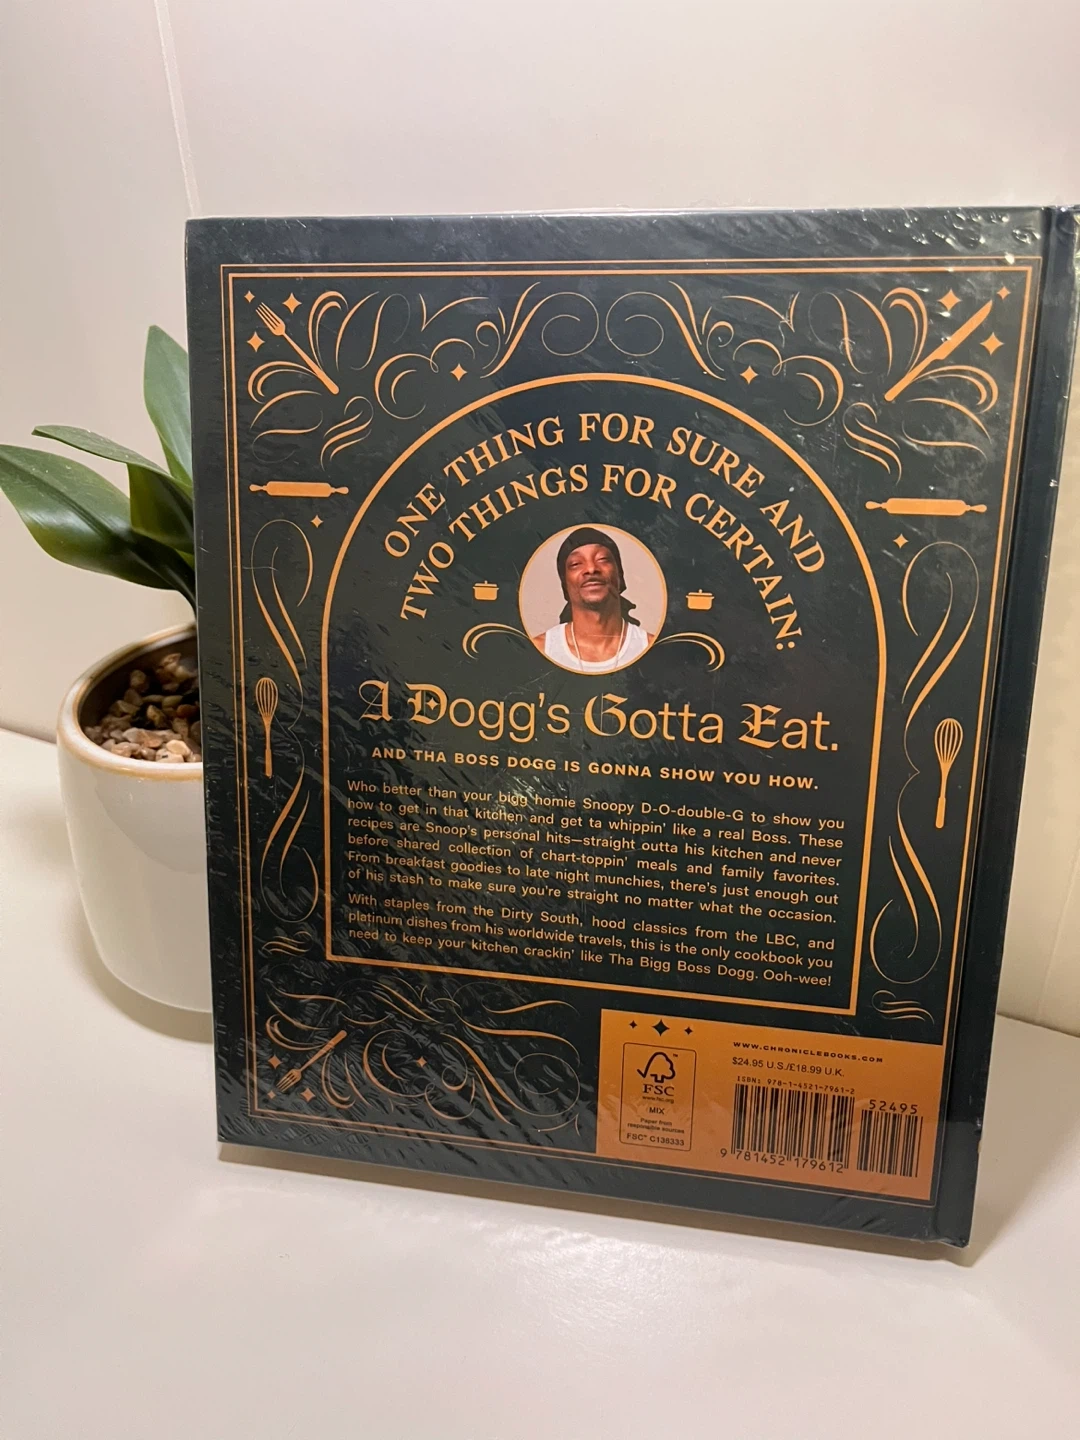 ONE THING FOR SURE AND
TWO THINGS FOR CERTAIN:
A Dogg's Gotta Eat.
AND THA BOSS DOGG IS GONNA SHOW YOU HOW.
Who better than your bigg homie Snoopy D-O-double-G to show you
how to get in that kitchen and get ta whippin' like a real Boss. These
recipes are Snoop's personal hits—straight outta his kitchen and never
before shared collection of chart-toppin' meals and family favorites.
From breakfast goodies to late night munchies, there's just enough out
of his stash to make sure you're straight no matter what the occasion.
With staples from the Dirty South, hood classics from the LBC, and
platinum dishes from his worldwide travels, this is the only cookbook you
need to keep your kitchen crackin' like Tha Bigg Boss Dogg. Ooh-wee!
WWW.CHRONICLEBOOKS.COM
$24.95 U.S./£18.99 U.K.
ISBN: 978-1-4521-7961-2
52495
9 781452 179612
FSC
www.fsc.org
MIX
Paper from
responsible sources
FSC® C136333